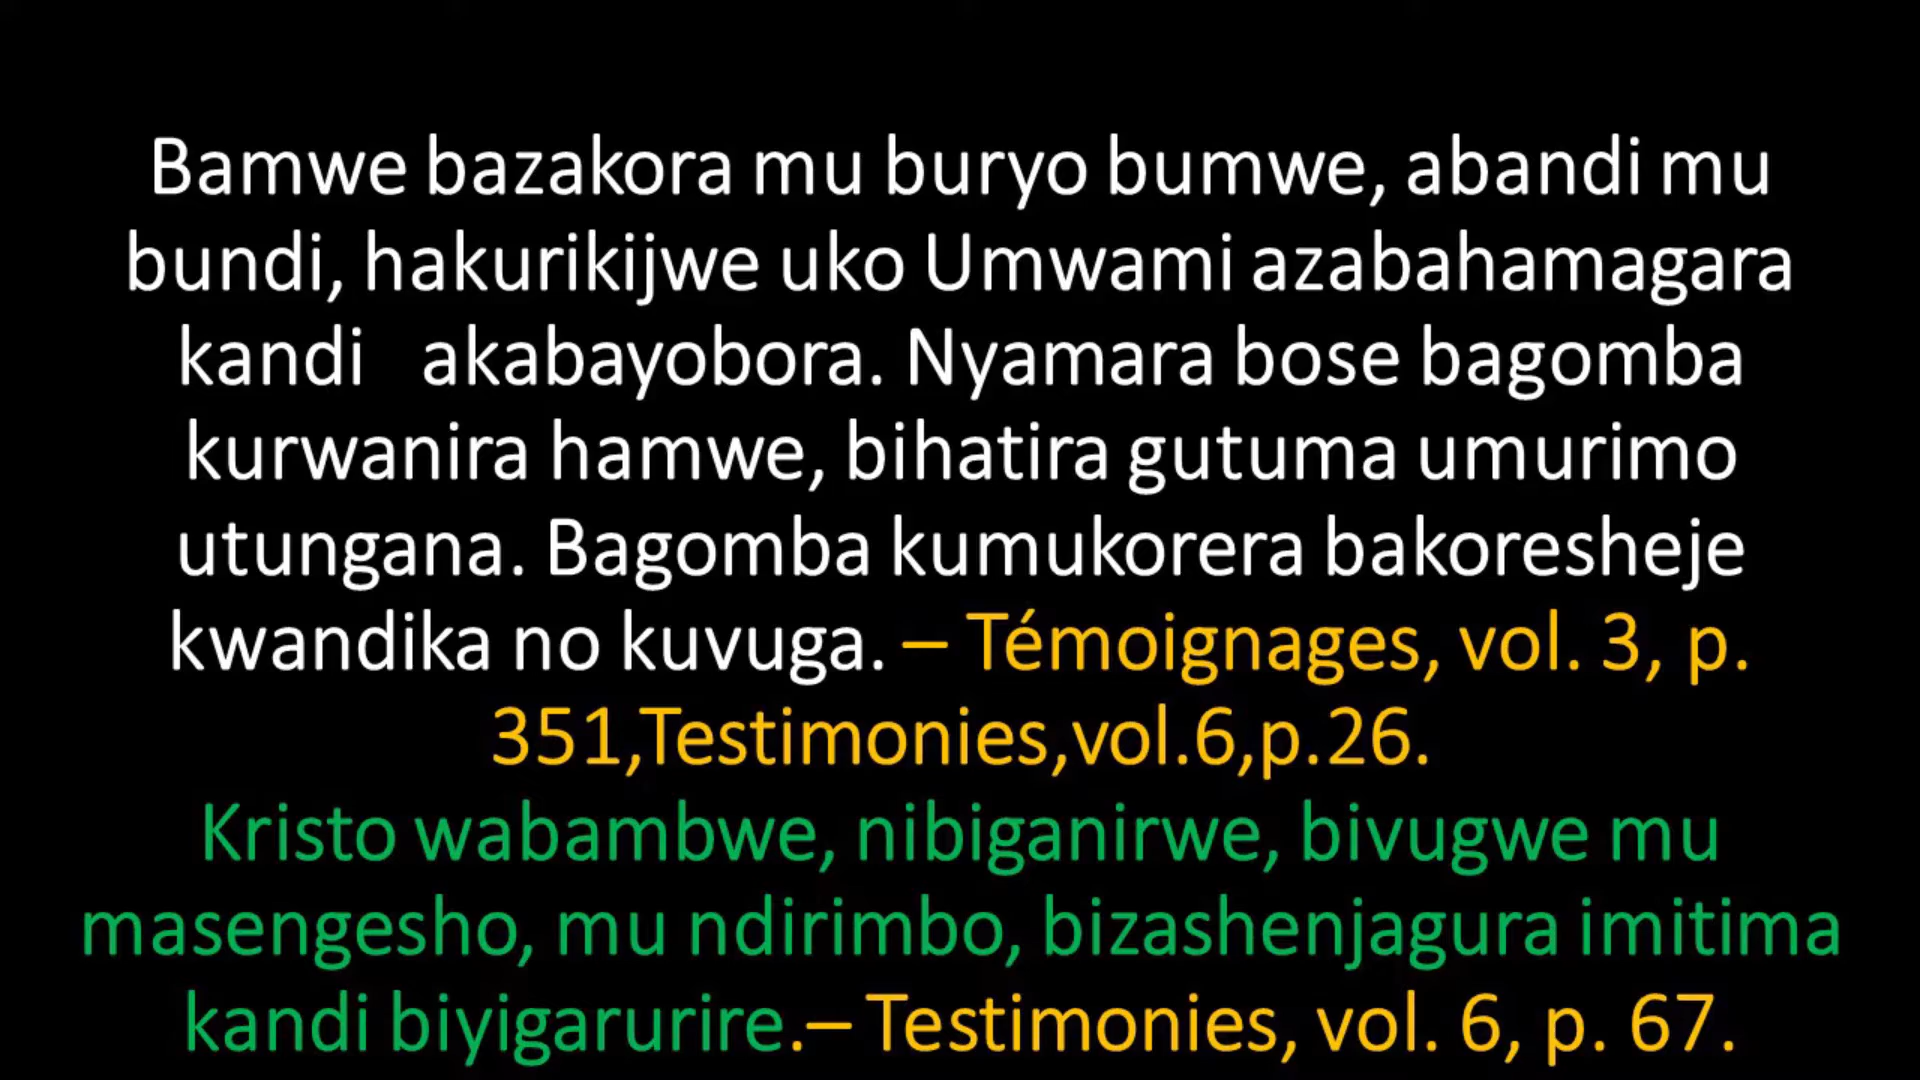 Bamwe bazakora mu buryo bumwe, abandi mu
bundi, hakurikijwe uko Umwami azabahamagara
kandi akabayobora. Nyamara bose bagomba
kurwanira hamwe, bihatira gutuma umurimo
utungana. Bagomba kumukorera bakoresheje
kwandika no kuvuga. – Témoignages, vol. 3, p.
351,Testimonies,vol.6,p.26.
Kristo wabambwe, nibiganirwe, bivugwe mu
masengesho, mu ndirimbo, bizashenjagura imitima
kandi biyigarurire.– Testimonies, vol. 6, p. 67.